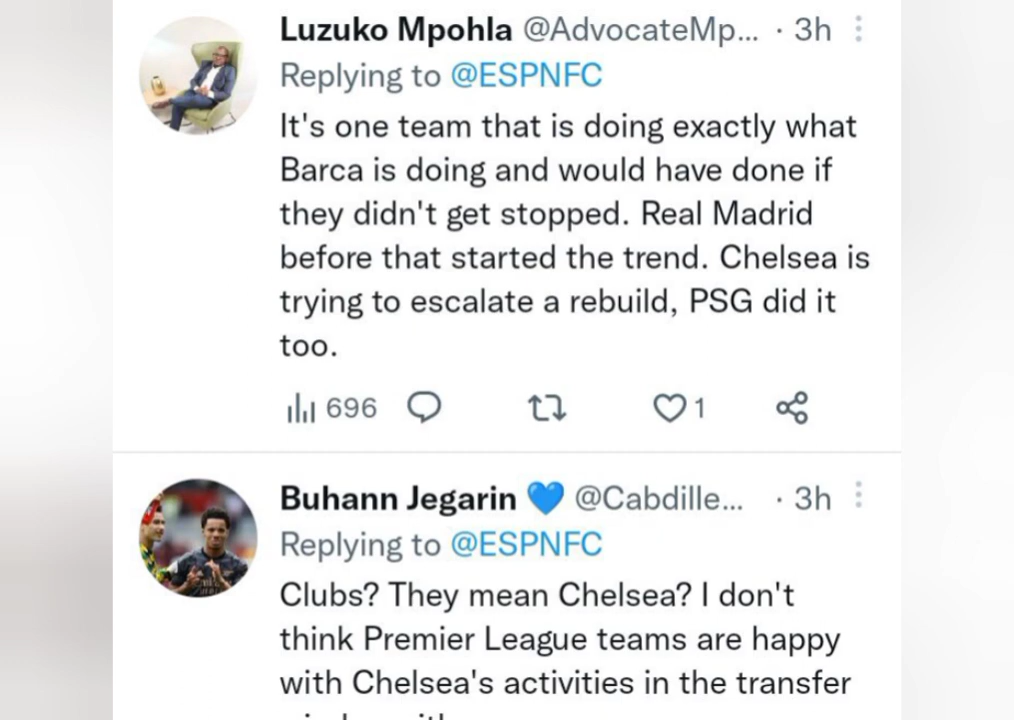 Luzuko Mpohla @AdvocateMp... · 3h
Replying to @ESPNFC
It's one team that is doing exactly what
Barca is doing and would have done if
they didn't get stopped. Real Madrid
before that started the trend. Chelsea is
trying to escalate a rebuild, PSG did it
too.
696 1
Buhann Jegarin 💙 @Cabdille... · 3h
Replying to @ESPNFC
Clubs? They mean Chelsea? I don't
think Premier League teams are happy
with Chelsea's activities in the transfer